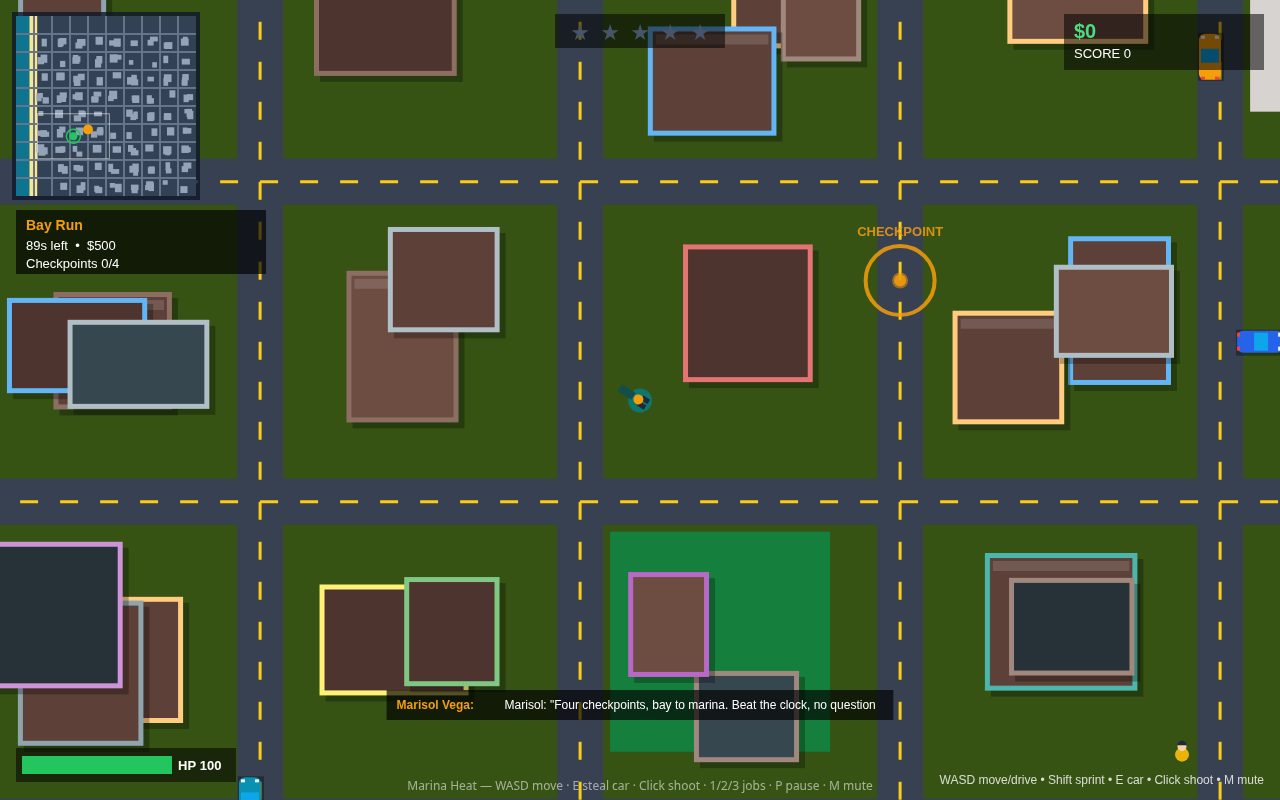 ★ ★ ★ ★ ★
$0
SCORE 0
Bay Run
89s left • $500
Checkpoints 0/4
CHECKPOINT
Marisol Vega: Marisol: "Four checkpoints, bay to marina. Beat the clock, no question
HP 100
Marina Heat — WASD move · E steal car · Click shoot · 1/2/3 jobs · P pause · M mute
WASD move/drive • Shift sprint • E car • Click shoot • M mute